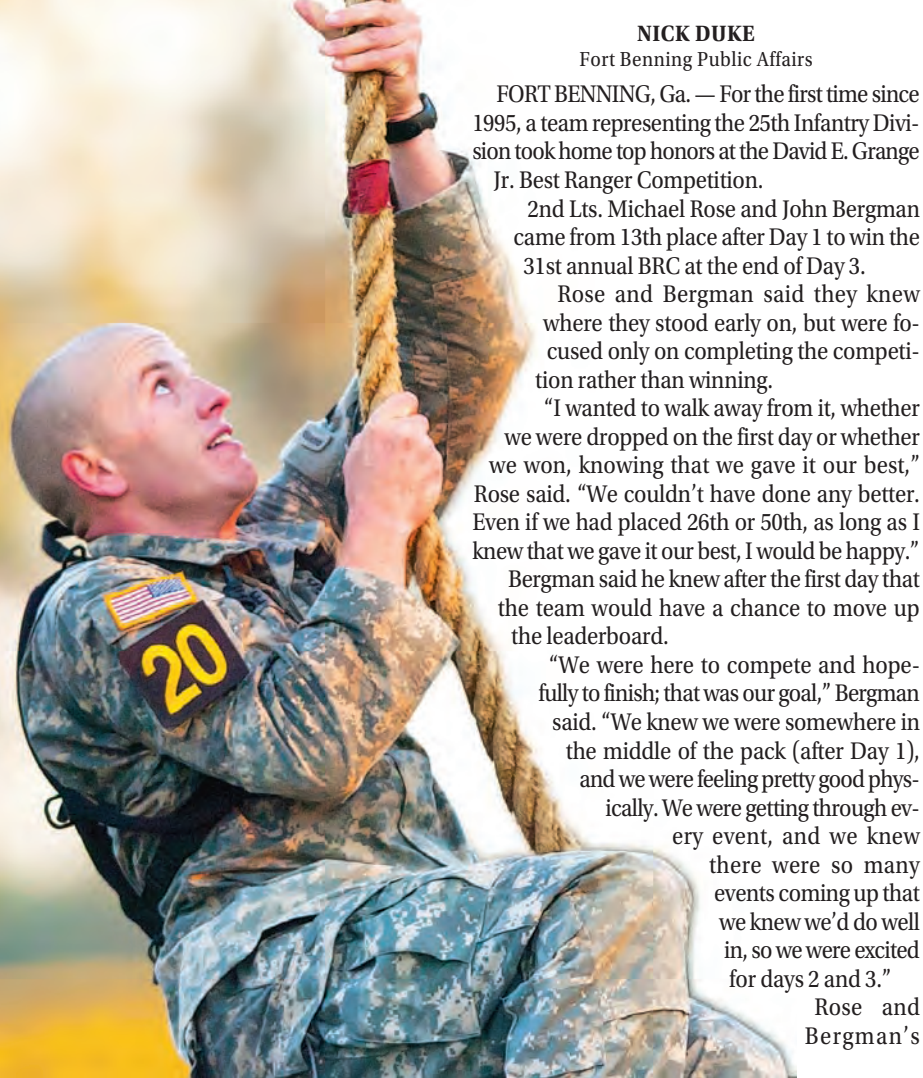 NICK DUKE
Fort Benning Public Affairs
FORT BENNING, Ga. — For the first time since
1995, a team representing the 25th Infantry Divi-
sion took home top honors at the David E. Grange
Jr. Best Ranger Competition.
2nd Lts. Michael Rose and John Bergman
came from 13th place after Day 1 to win the
31st annual BRC at the end of Day 3.
Rose and Bergman said they knew
where they stood early on, but were fo-
cused only on completing the competi-
tion rather than winning.
“I wanted to walk away from it, whether
we were dropped on the first day or whether
we won, knowing that we gave it our best,”
Rose said. “We couldn’t have done any better.
Even if we had placed 26th or 50th, as long as I
knew that we gave it our best, I would be happy.”
Bergman said he knew after the first day that
the team would have a chance to move up
the leaderboard.
“We were here to compete and hope-
fully to finish; that was our goal,” Bergman
said. “We knew we were somewhere in
the middle of the pack (after Day 1),
and we were feeling pretty good phys-
ically. We were getting through ev-
ery event, and we knew
there were so many
events coming up that
we knew we’d do well
in, so we were excited
for days 2 and 3.”
Rose and
Bergman’s
20